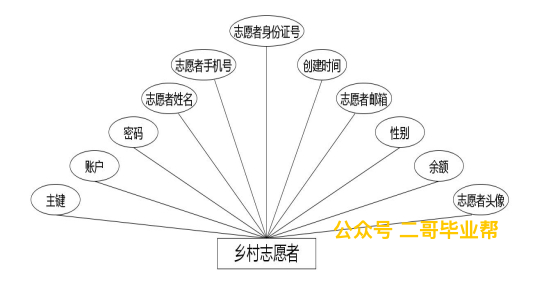 志愿者身份证号
志愿者手机号
创建时间
志愿者姓名
志愿者邮箱
密码
性别
账户
余额
主键
志愿者头像
公众号 二哥毕业帮
乡村志愿者